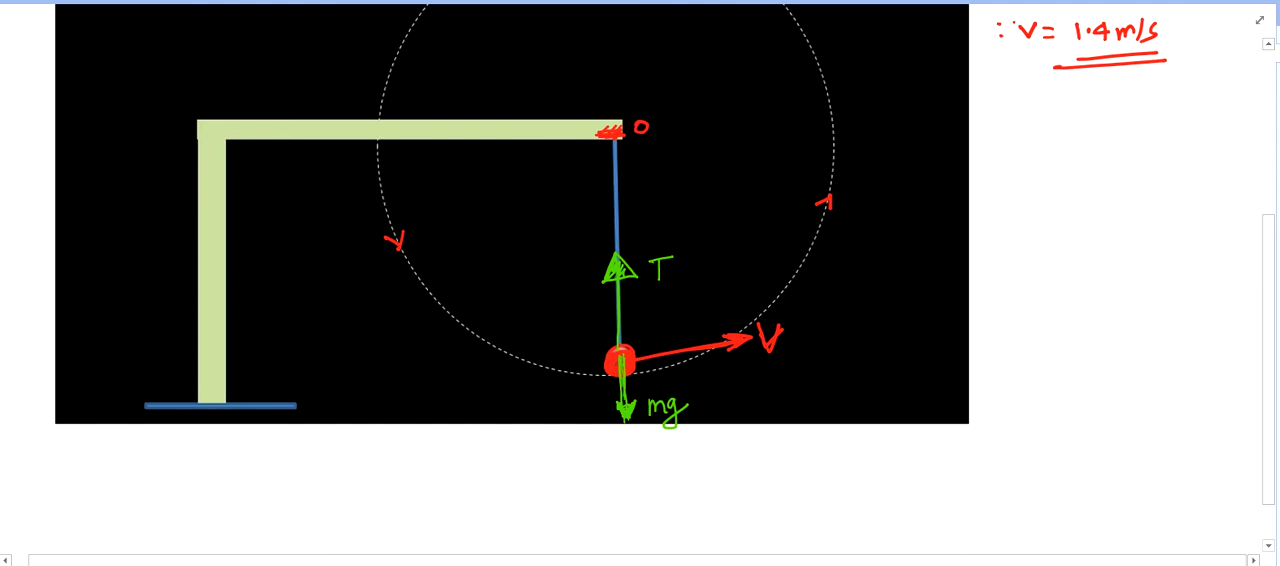 ∵ V = 1.4 m/s
O
T
V
mg